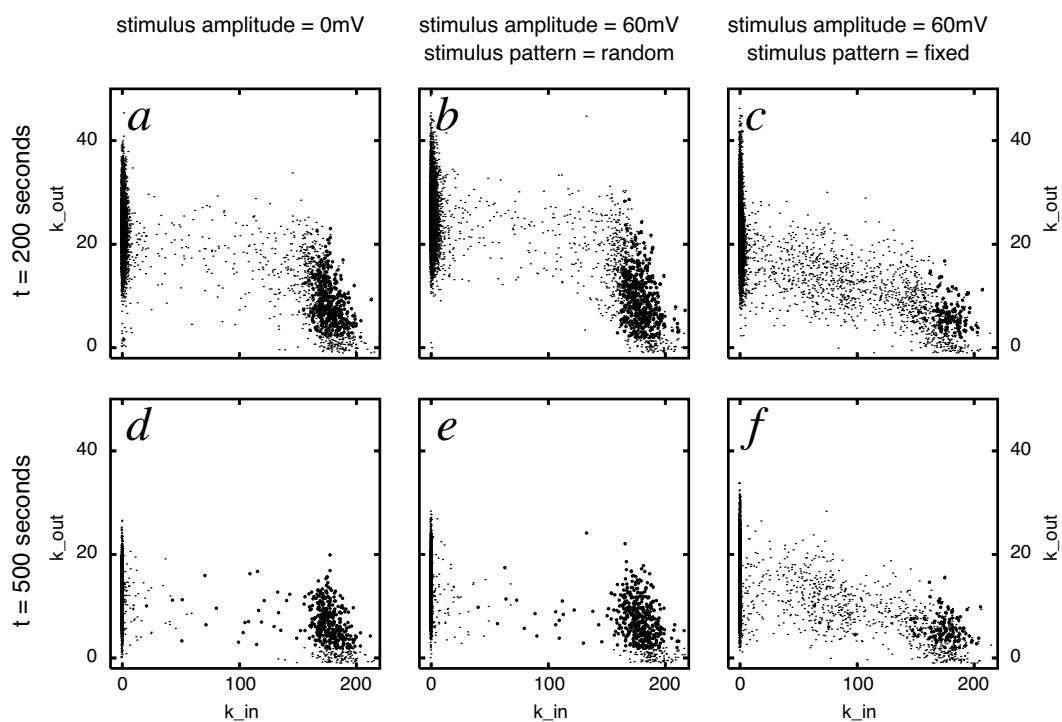 stimulus amplitude = 0mV
stimulus amplitude = 60mV
stimulus pattern = random
stimulus amplitude = 60mV
stimulus pattern = fixed
t = 200 seconds
k_out
40
20
0
a
b
c
40
20
0
k_out
t = 500 seconds
k_out
40
20
0
d
e
f
40
20
0
k_out
0 100 200
0 100 200
0 100 200
k_in
k_in
k_in